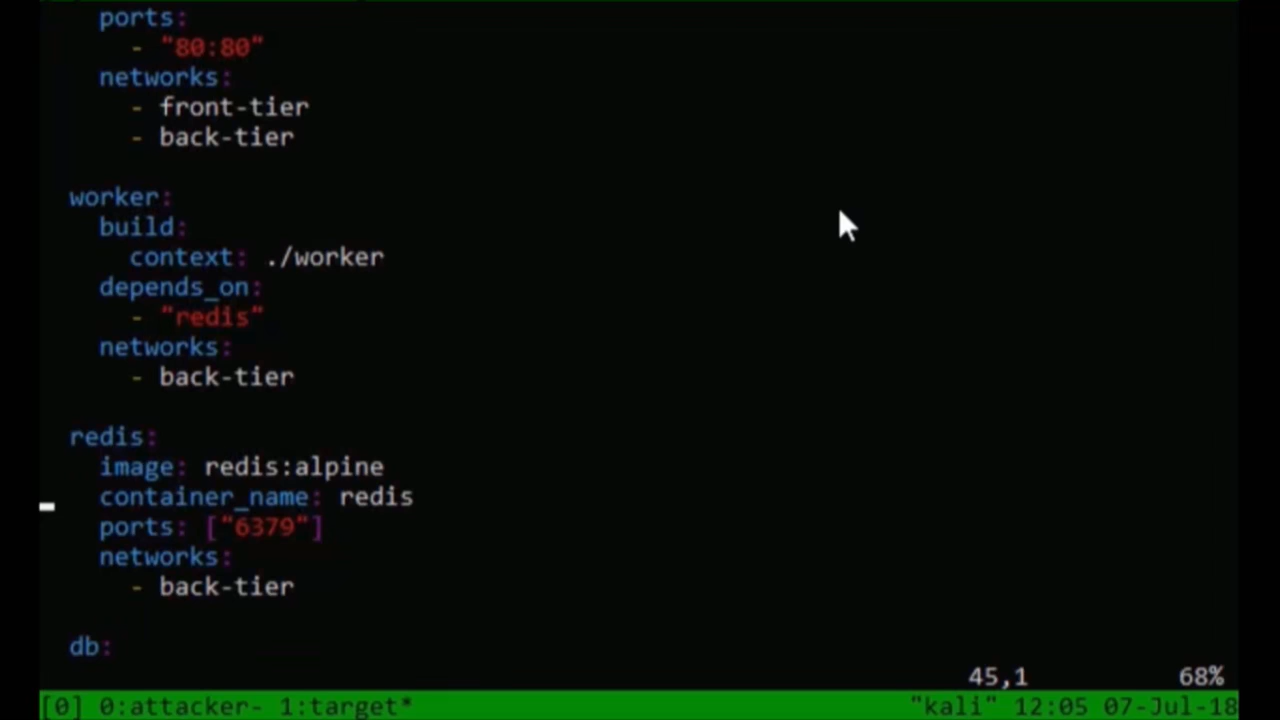 ports:
      - "80:80"
    networks:
      - front-tier
      - back-tier

  worker:
    build:
      context: ./worker
    depends_on:
      - "redis"
    networks:
      - back-tier

  redis:
    image: redis:alpine
    container_name: redis
    ports: ["6379"]
    networks:
      - back-tier

  db:
45,1 68%
[0] 0:attacker- 1:target* "kali" 12:05 07-Jul-18